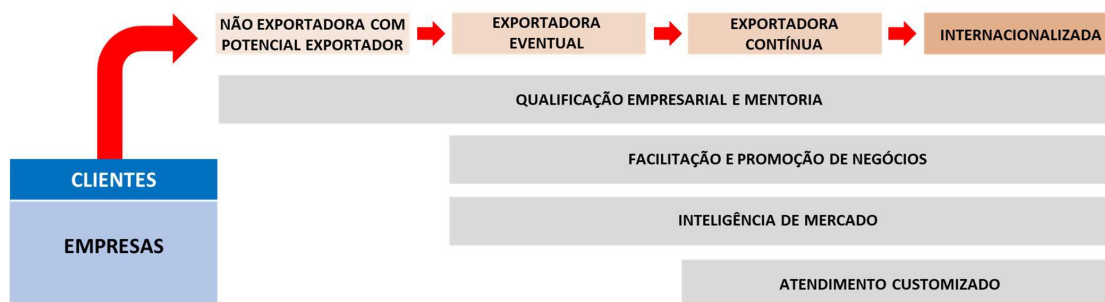 NÃO EXPORTADORA COM
POTENCIAL EXPORTADOR
EXPORTADORA
EVENTUAL
EXPORTADORA
CONTÍNUA
INTERNACIONALIZADA
QUALIFICAÇÃO EMPRESARIAL E MENTORIA
FACILITAÇÃO E PROMOÇÃO DE NEGÓCIOS
CLIENTES
INTELIGÊNCIA DE MERCADO
EMPRESAS
ATENDIMENTO CUSTOMIZADO